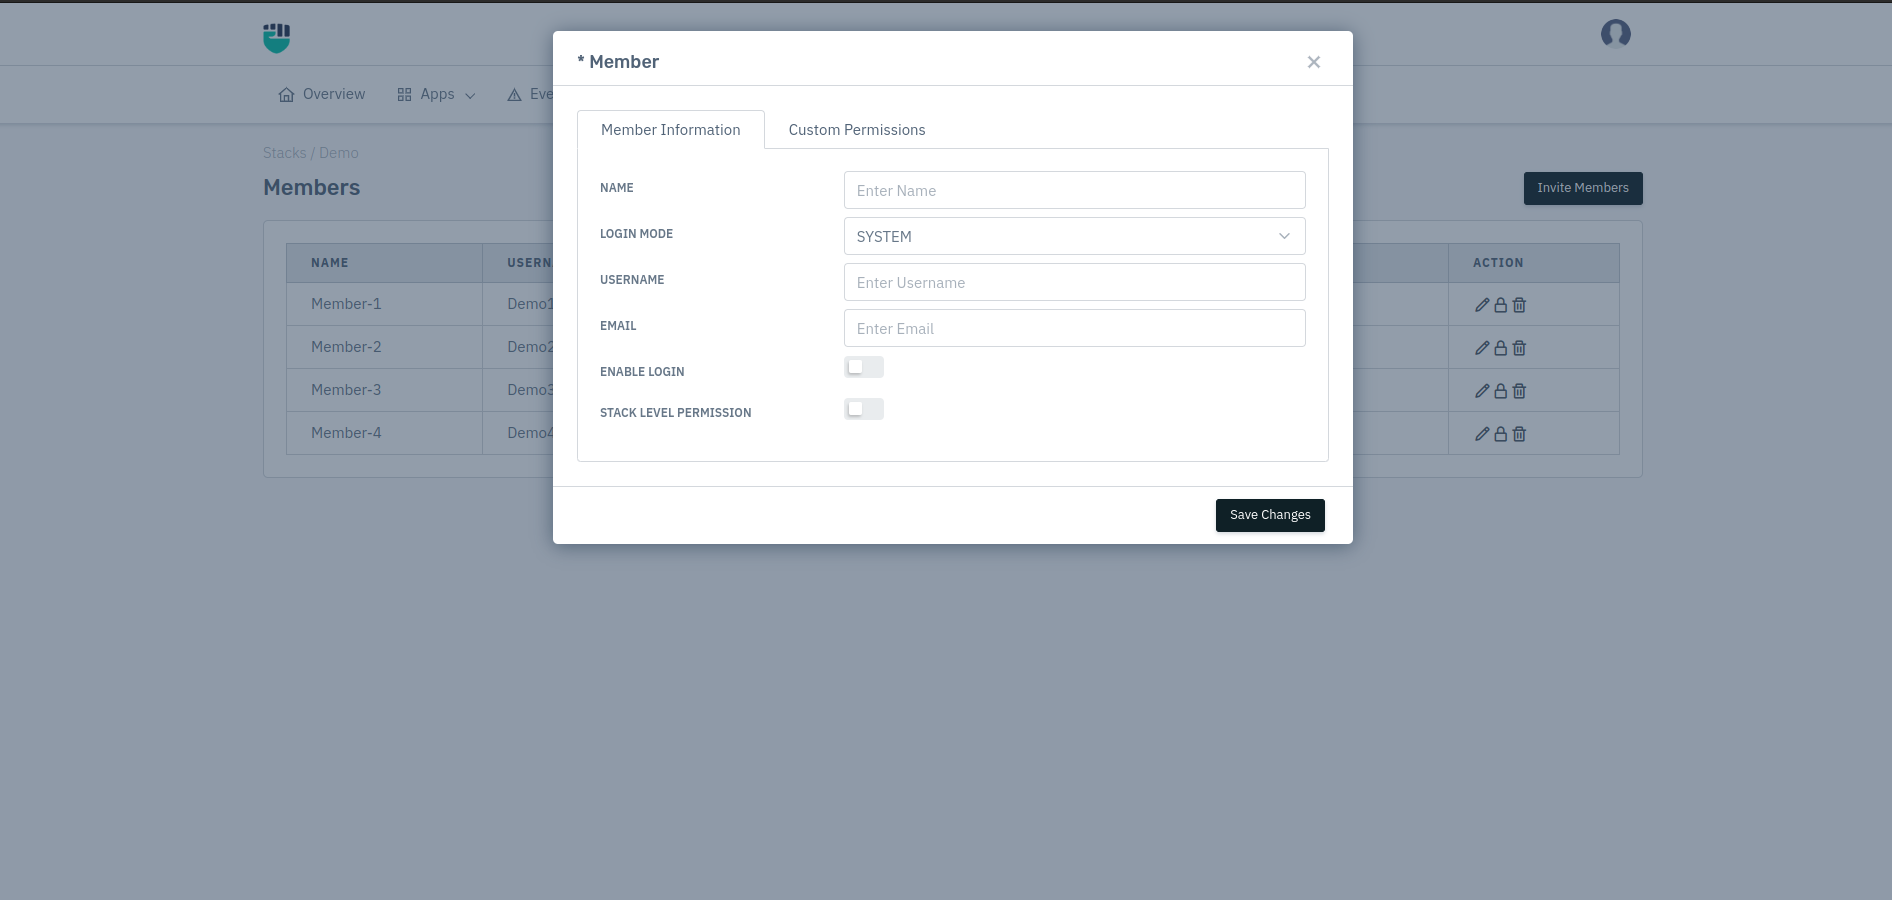 * Member
Overview
Apps
Eve
Member Information
Custom Permissions
Stacks / Demo
Members
Invite Members
NAME
Enter Name
LOGIN MODE
SYSTEM
USERNAME
Enter Username
EMAIL
Enter Email
ENABLE LOGIN
STACK LEVEL PERMISSION
Save Changes
NAME
USERN
ACTION
Member-1
Demo1
Member-2
Demo2
Member-3
Demo3
Member-4
Demo4